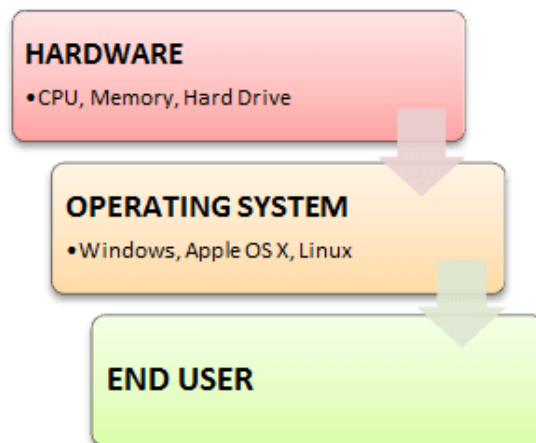 HARDWARE
•CPU, Memory, Hard Drive
OPERATING SYSTEM
•Windows, Apple OS X, Linux
END USER